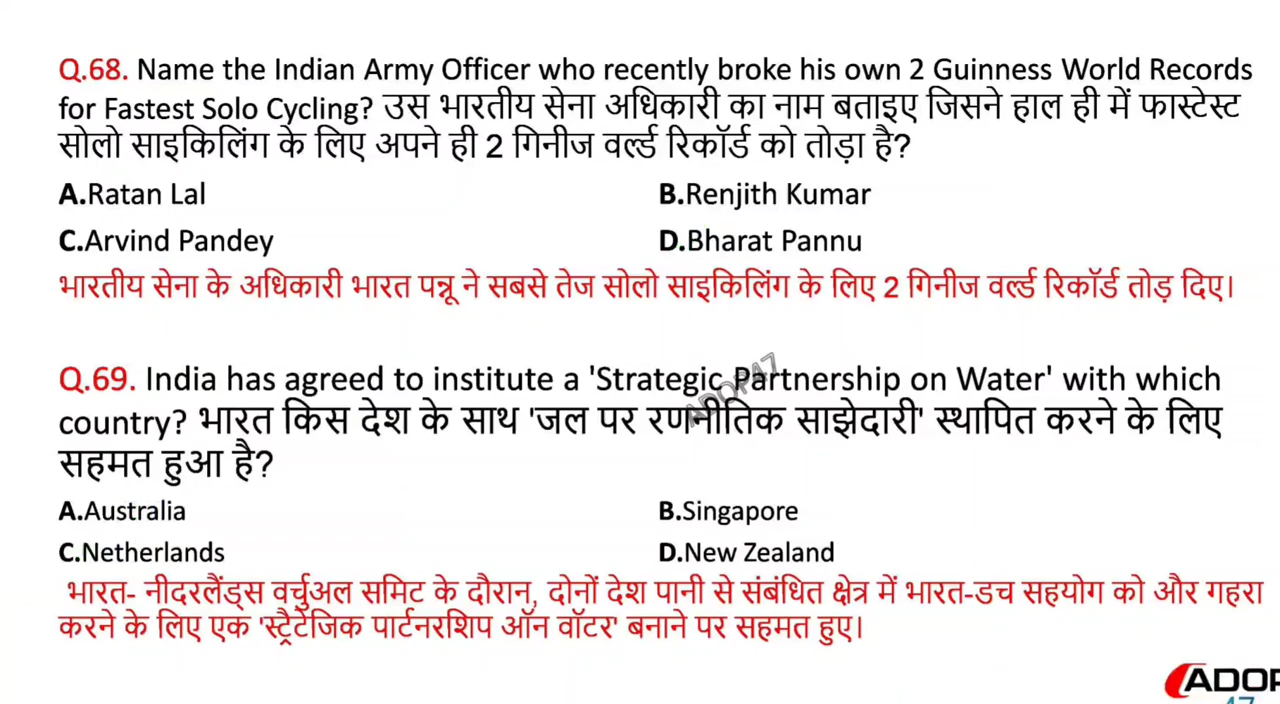 Q.68. Name the Indian Army Officer who recently broke his own 2 Guinness World Records
for Fastest Solo Cycling? उस भारतीय सेना अधिकारी का नाम बताइए जिसने हाल ही में फास्टेस्ट
सोलो साइकिलिंग के लिए अपने ही 2 गिनीज वर्ल्ड रिकॉर्ड को तोड़ा है?
A.Ratan Lal B.Renjith Kumar
C.Arvind Pandey D.Bharat Pannu
भारतीय सेना के अधिकारी भारत पन्नू ने सबसे तेज सोलो साइकिलिंग के लिए 2 गिनीज वर्ल्ड रिकॉर्ड तोड़ दिए।
Q.69. India has agreed to institute a 'Strategic Partnership on Water' with which
country? भारत किस देश के साथ 'जल पर रणनीतिक साझेदारी' स्थापित करने के लिए
सहमत हुआ है?
ADOP47
A.Australia B.Singapore
C.Netherlands D.New Zealand
भारत- नीदरलैंड्स वर्चुअल समिट के दौरान, दोनों देश पानी से संबंधित क्षेत्र में भारत-डच सहयोग को और गहरा
करने के लिए एक 'स्ट्रैटेजिक पार्टनरशिप ऑन वॉटर' बनाने पर सहमत हुए।
ADOP
47